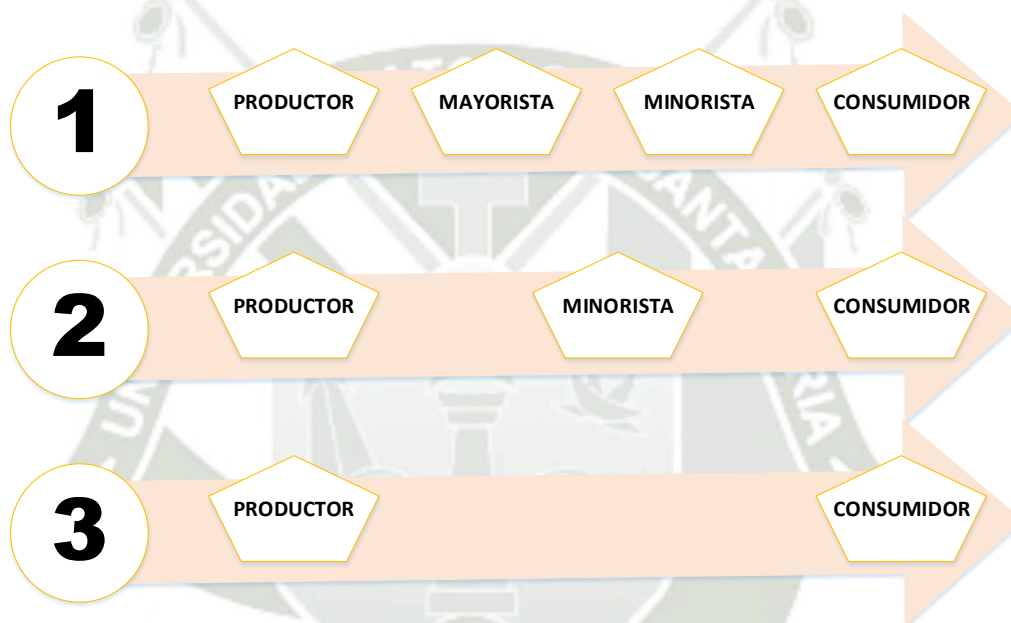 1
PRODUCTOR MAYORISTA MINORISTA CONSUMIDOR
2
PRODUCTOR MINORISTA CONSUMIDOR
3
PRODUCTOR CONSUMIDOR